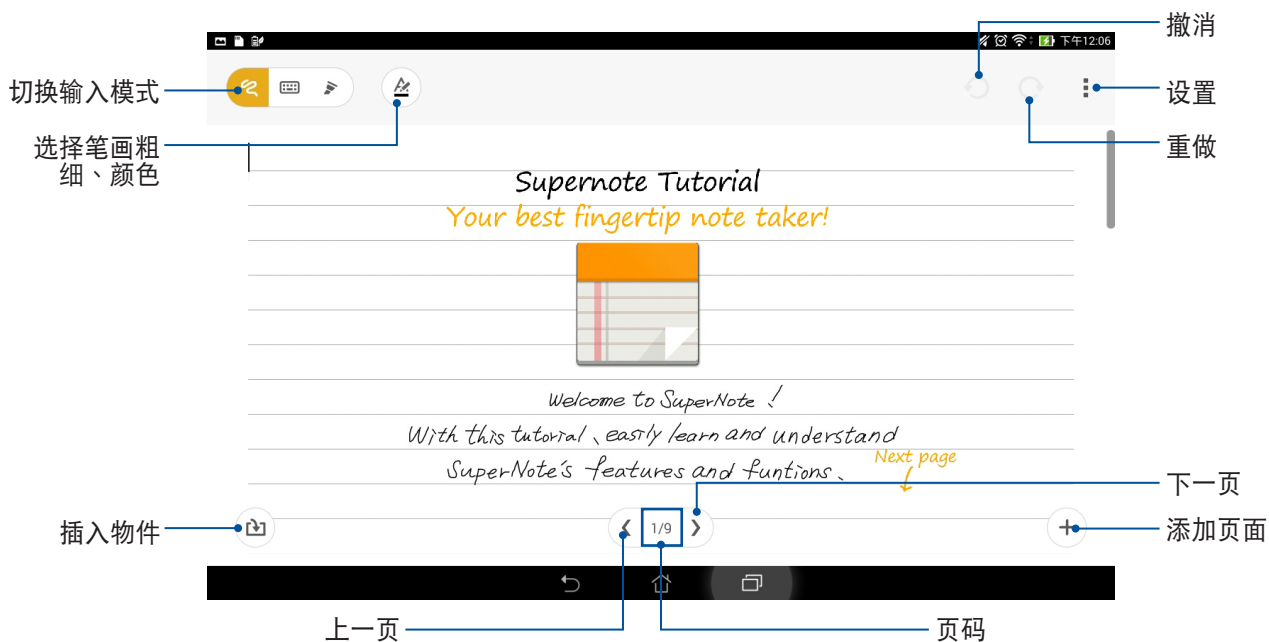 撤消
下午12:06
切换输入模式
设置
选择笔画粗
细、颜色
重做
Supernote Tutorial
Your best fingertip note taker!
Welcome to SuperNote !
With this tutorial、easily learn and understand
SuperNote's features and funtions、
Next page
下一页
插入物件
1/9
添加页面
上一页
页码